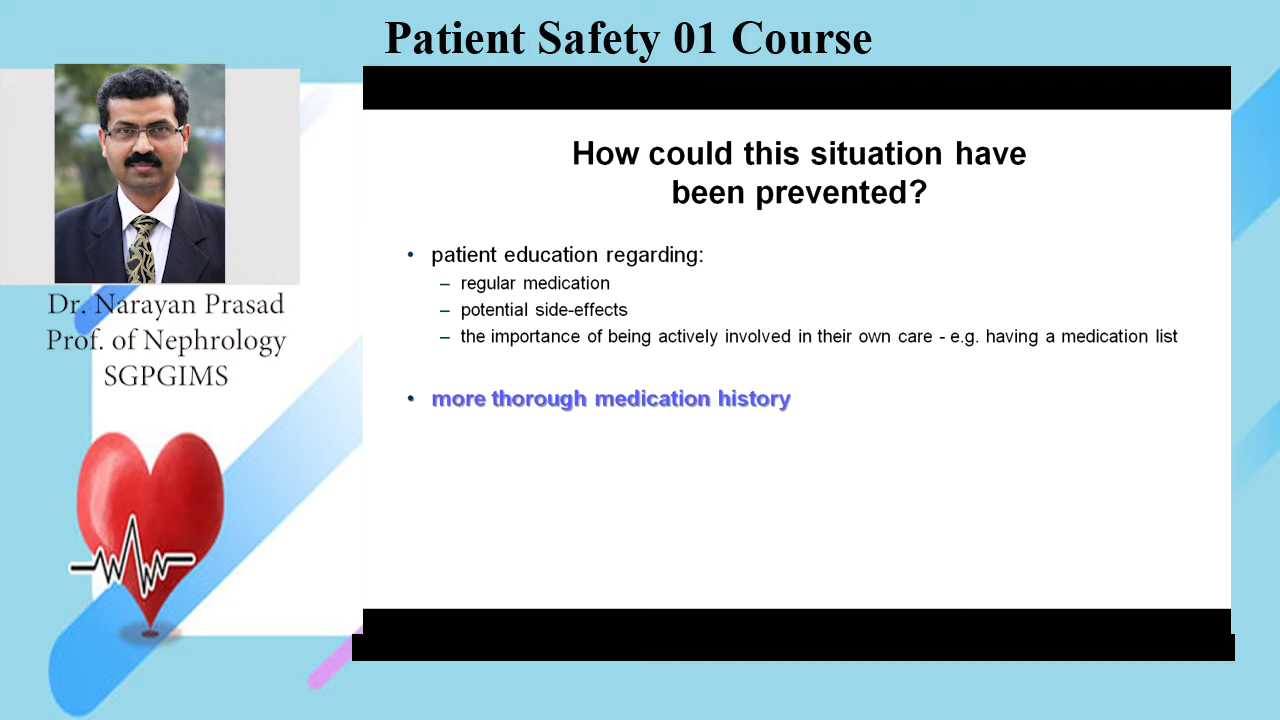 Patient Safety 01 Course
Dr. Narayan Prasad
Prof. of Nephrology
SGPGIMS
How could this situation have
been prevented?
• patient education regarding:
– regular medication
– potential side-effects
– the importance of being actively involved in their own care - e.g. having a medication list
• more thorough medication history